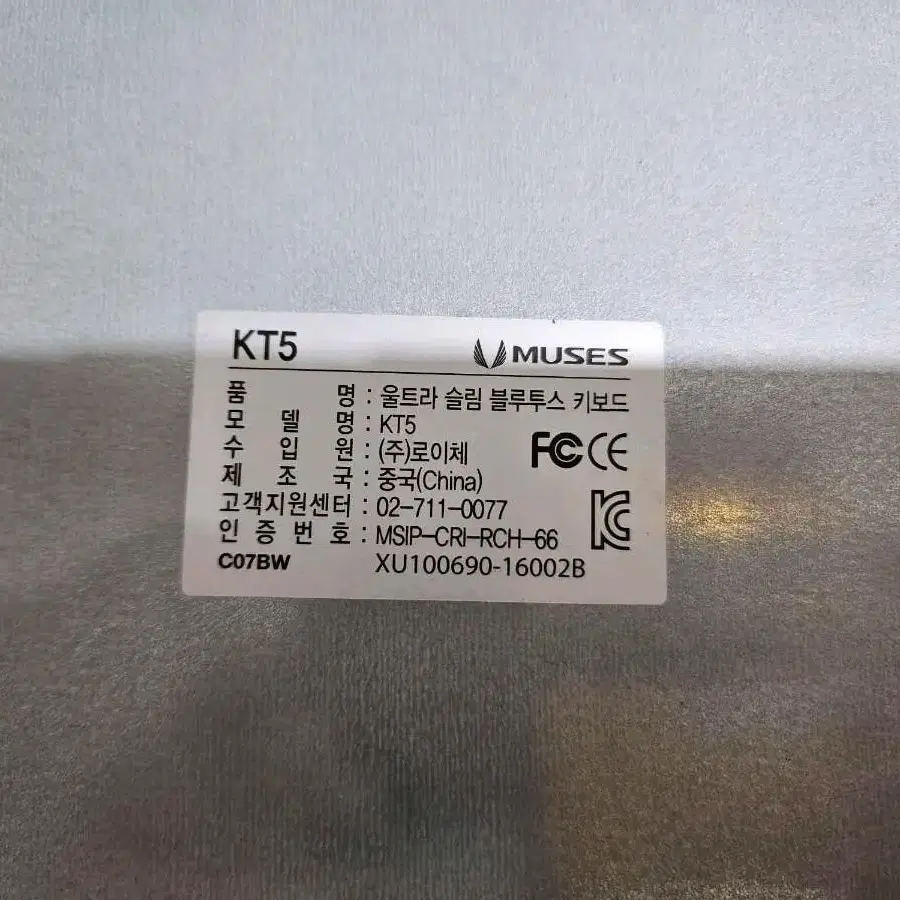 KT5 MUSES
품 명 : 울트라 슬림 블루투스 키보드
모 델 명 : KT5
수 입 원 : (주)로이체
제 조 국 : 중국(China)
고객지원센터 : 02-711-0077
인 증 번 호 : MSIP-CRI-RCH-66
C07BW XU100690-16002B
FC CE